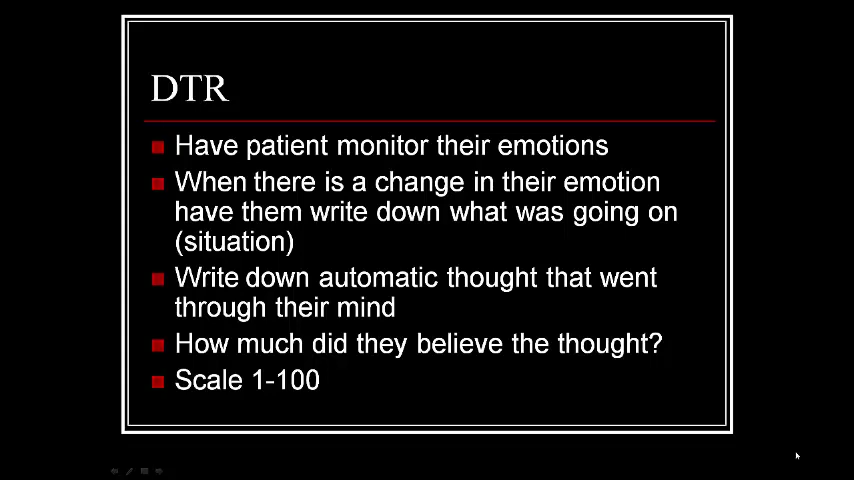 DTR
Have patient monitor their emotions
When there is a change in their emotion
have them write down what was going on
(situation)
Write down automatic thought that went
through their mind
How much did they believe the thought?
Scale 1-100